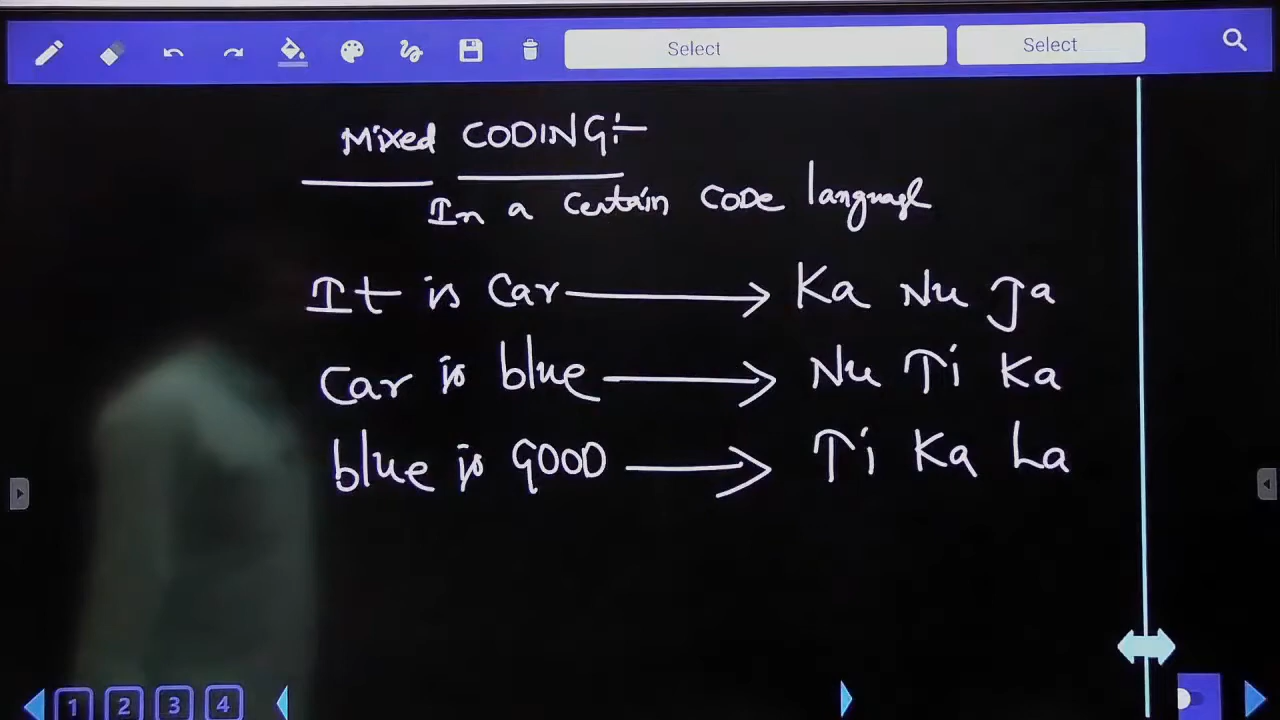 Select Select
Mixed CODING:-
In a certain CODE language
It is Car → Ka Nu Ja
Car is blue → Nu Ti Ka
blue is GOOD → Ti Ka La
1 2 3 4